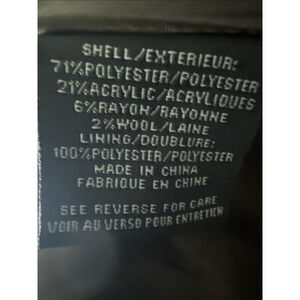 SHELL/EXTERIEUR:
71%POLYESTER/POLYESTER
21%ACRYLIC/ACRYLIQUES
6%RAYON/RAYONNE
2%WOOL/LAINE
LINING/DOUBLURE:
100%POLYESTER/POLYESTER
MADE IN CHINA
FABRIQUE EN CHINE
SEE REVERSE FOR CARE
VOIR AU VERSO POUR ENTRETIEN